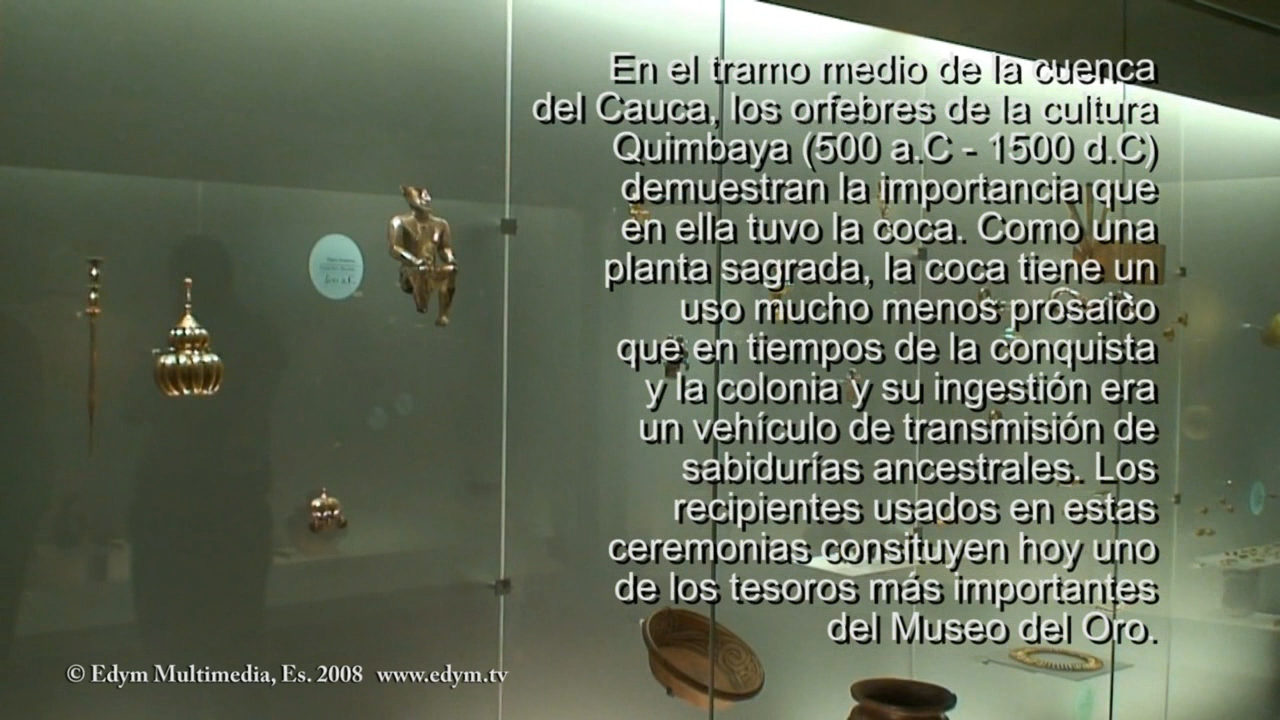 En el tramo medio de la cuenca
del Cauca, los orfebres de la cultura
Quimbaya (500 a.C - 1500 d.C)
demuestran la importancia que
en ella tuvo la coca. Como una
planta sagrada, la coca tiene un
uso mucho menos prosaico
que en tiempos de la conquista
y la colonia y su ingestión era
un vehículo de transmisión de
sabidurías ancestrales. Los
recipientes usados en estas
ceremonias consituyen hoy uno
de los tesoros más importantes
del Museo del Oro.
© Edym Multimedia, Es. 2008 www.edym.tv